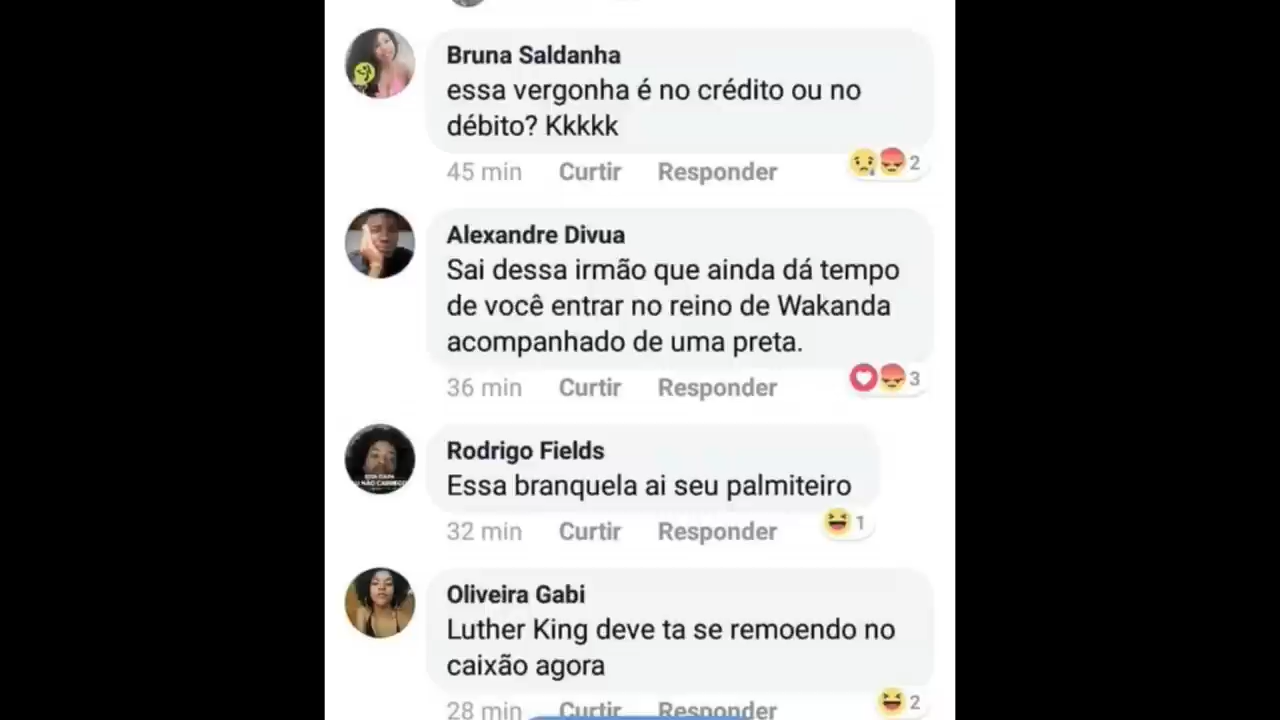 Bruna Saldanha
essa vergonha é no crédito ou no
débito? Kkkkk
45 min Curtir Responder 2
Alexandre Divua
Sai dessa irmão que ainda dá tempo
de você entrar no reino de Wakanda
acompanhado de uma preta.
36 min Curtir Responder 3
Rodrigo Fields
Essa branquela ai seu palmiteiro
32 min Curtir Responder 1
Oliveira Gabi
Luther King deve ta se remoendo no
caixão agora
28 min Curtir Responder 2